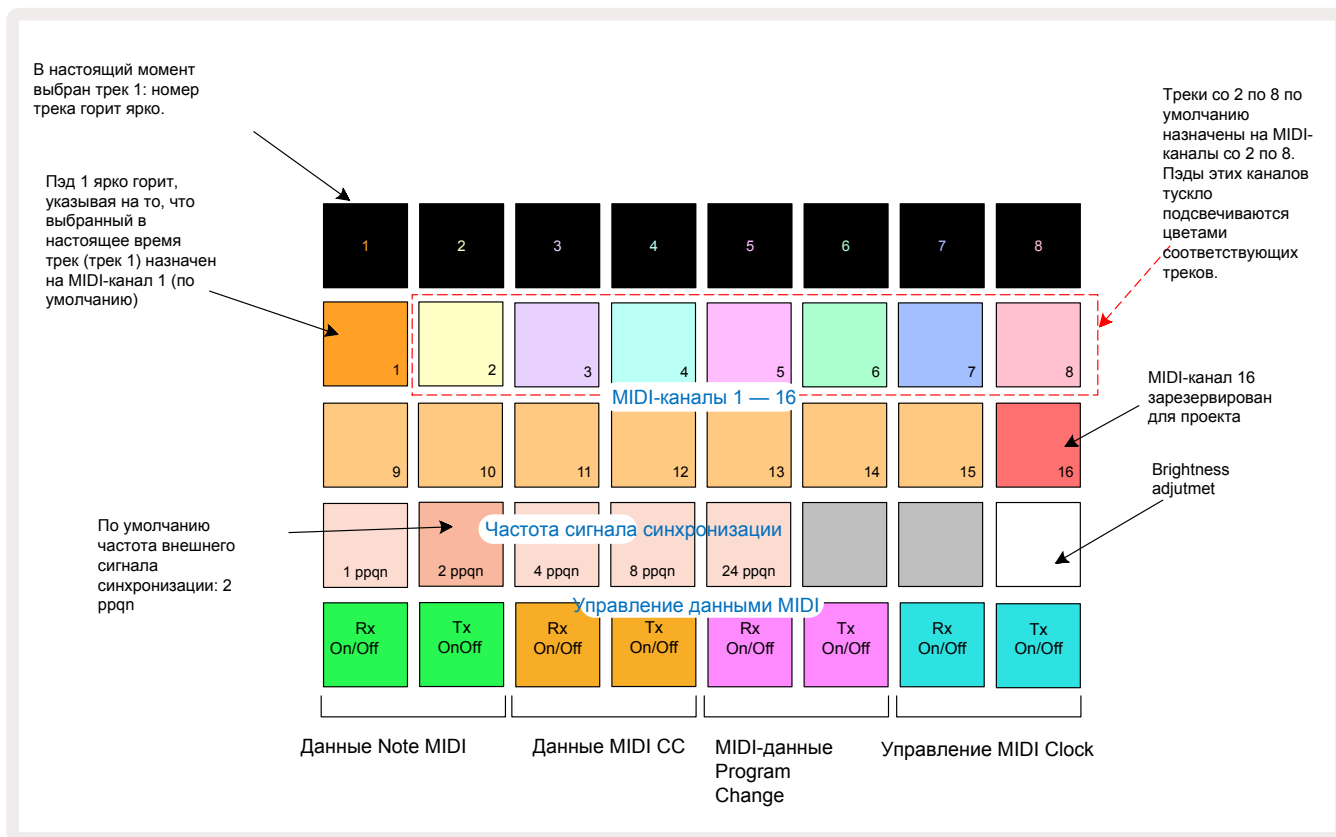 В настоящий момент
выбран трек 1: номер
трека горит ярко.
Пэд 1 ярко горит,
указывая на то, что
выбранный в
настоящее время
трек (трек 1) назначен
на MIDI-канал 1 (по
умолчанию)
Треки со 2 по 8 по
умолчанию
назначены на MIDI-
каналы со 2 по 8.
Пэды этих каналов
тускло
подсвечиваются
цветами
соответствующих
треков.
1 2 3 4 5 6 7 8
1 2 3 4 5 6 7 8
MIDI-каналы 1 — 16
MIDI-канал 16
зарезервирован
для проекта
9 10 11 12 13 14 15 16
Brightness
adjutmet
По умолчанию
частота внешнего
сигнала
синхронизации: 2
ppqn
Частота сигнала синхронизации
1 ppqn 2 ppqn 4 ppqn 8 ppqn 24 ppqn
Управление данными MIDI
Rx Tx Rx Tx Rx Tx Rx Tx
On/Off OnOff On/Off On/Off On/Off On/Off On/Off On/Off
Данные Note MIDI
Данные MIDI CC
MIDI-данные
Program
Change
Управление MIDI Clock